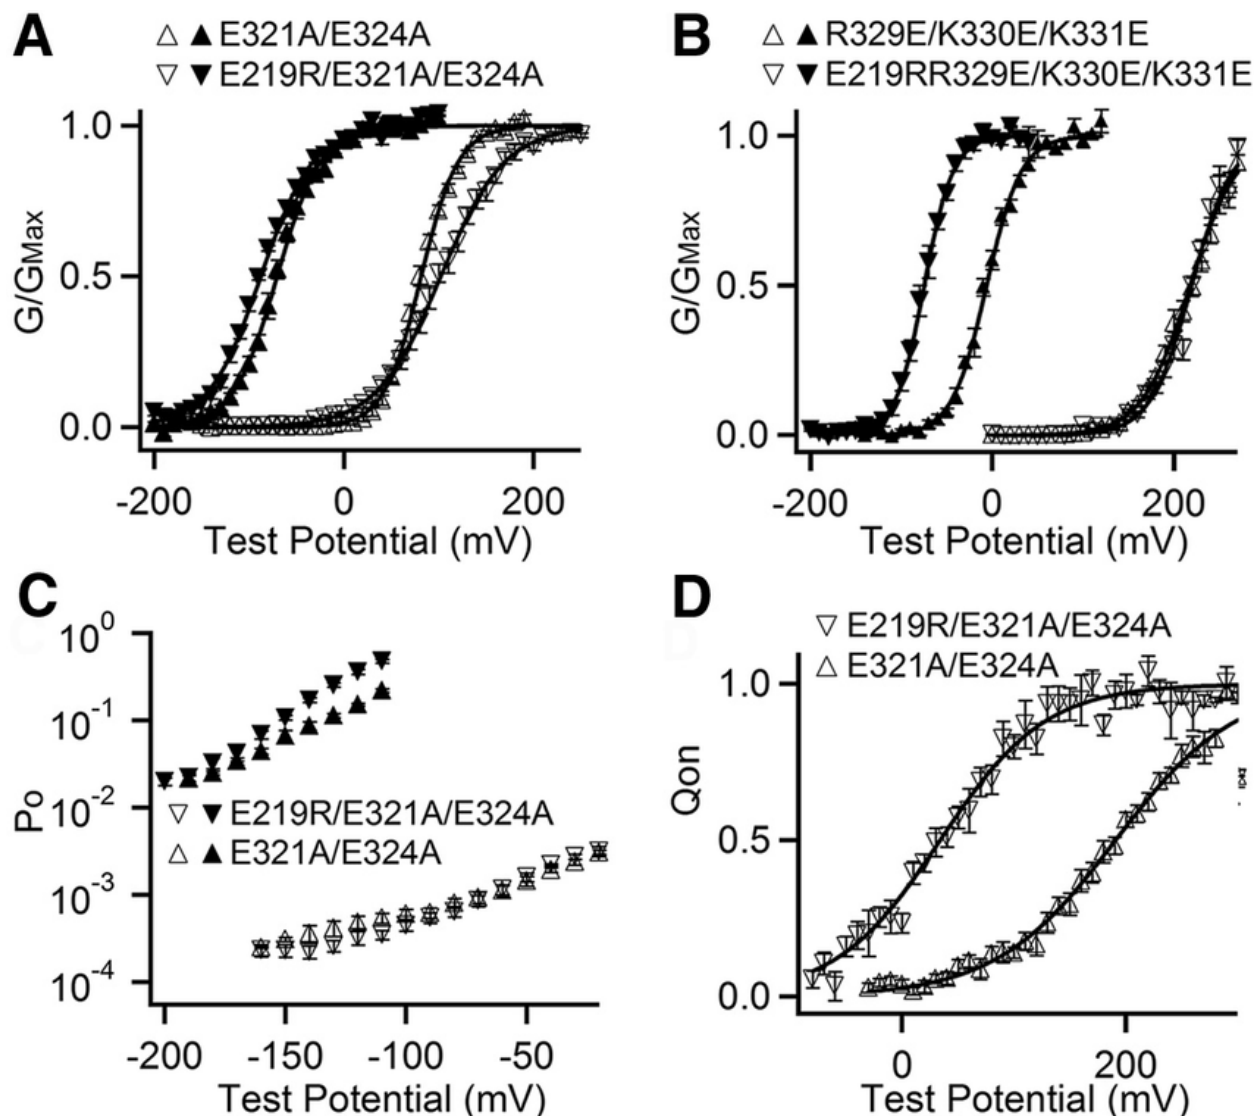 A
△ ▲ E321A/E324A
▽ ▼ E219R/E321A/E324A
G/GMax
1.0
0.5
0.0
-200 0 200
Test Potential (mV)
B
△ ▲ R329E/K330E/K331E
▽ ▼ E219RR329E/K330E/K331E
G/GMax
1.0
0.5
0.0
-200 0 200
Test Potential (mV)
C
Po
10^0
10^-1
10^-2
10^-3
10^-4
▽ ▼ E219R/E321A/E324A
△ ▲ E321A/E324A
-200 -150 -100 -50
Test Potential (mV)
D
▽ E219R/E321A/E324A
△ E321A/E324A
Qon
1.0
0.5
0.0
0 200
Test Potential (mV)